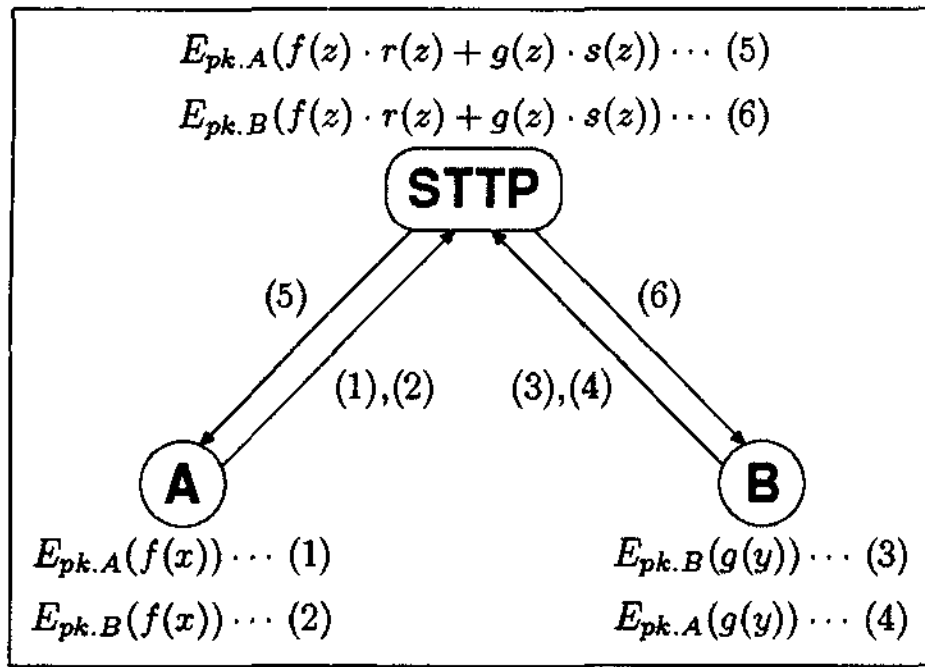 E_{pk.A}(f(z) · r(z) + g(z) · s(z)) ··· (5)
E_{pk.B}(f(z) · r(z) + g(z) · s(z)) ··· (6)
STTP
(5)
(6)
(1),(2)
(3),(4)
A
B
E_{pk.A}(f(x)) ··· (1)
E_{pk.B}(g(y)) ··· (3)
E_{pk.B}(f(x)) ··· (2)
E_{pk.A}(g(y)) ··· (4)